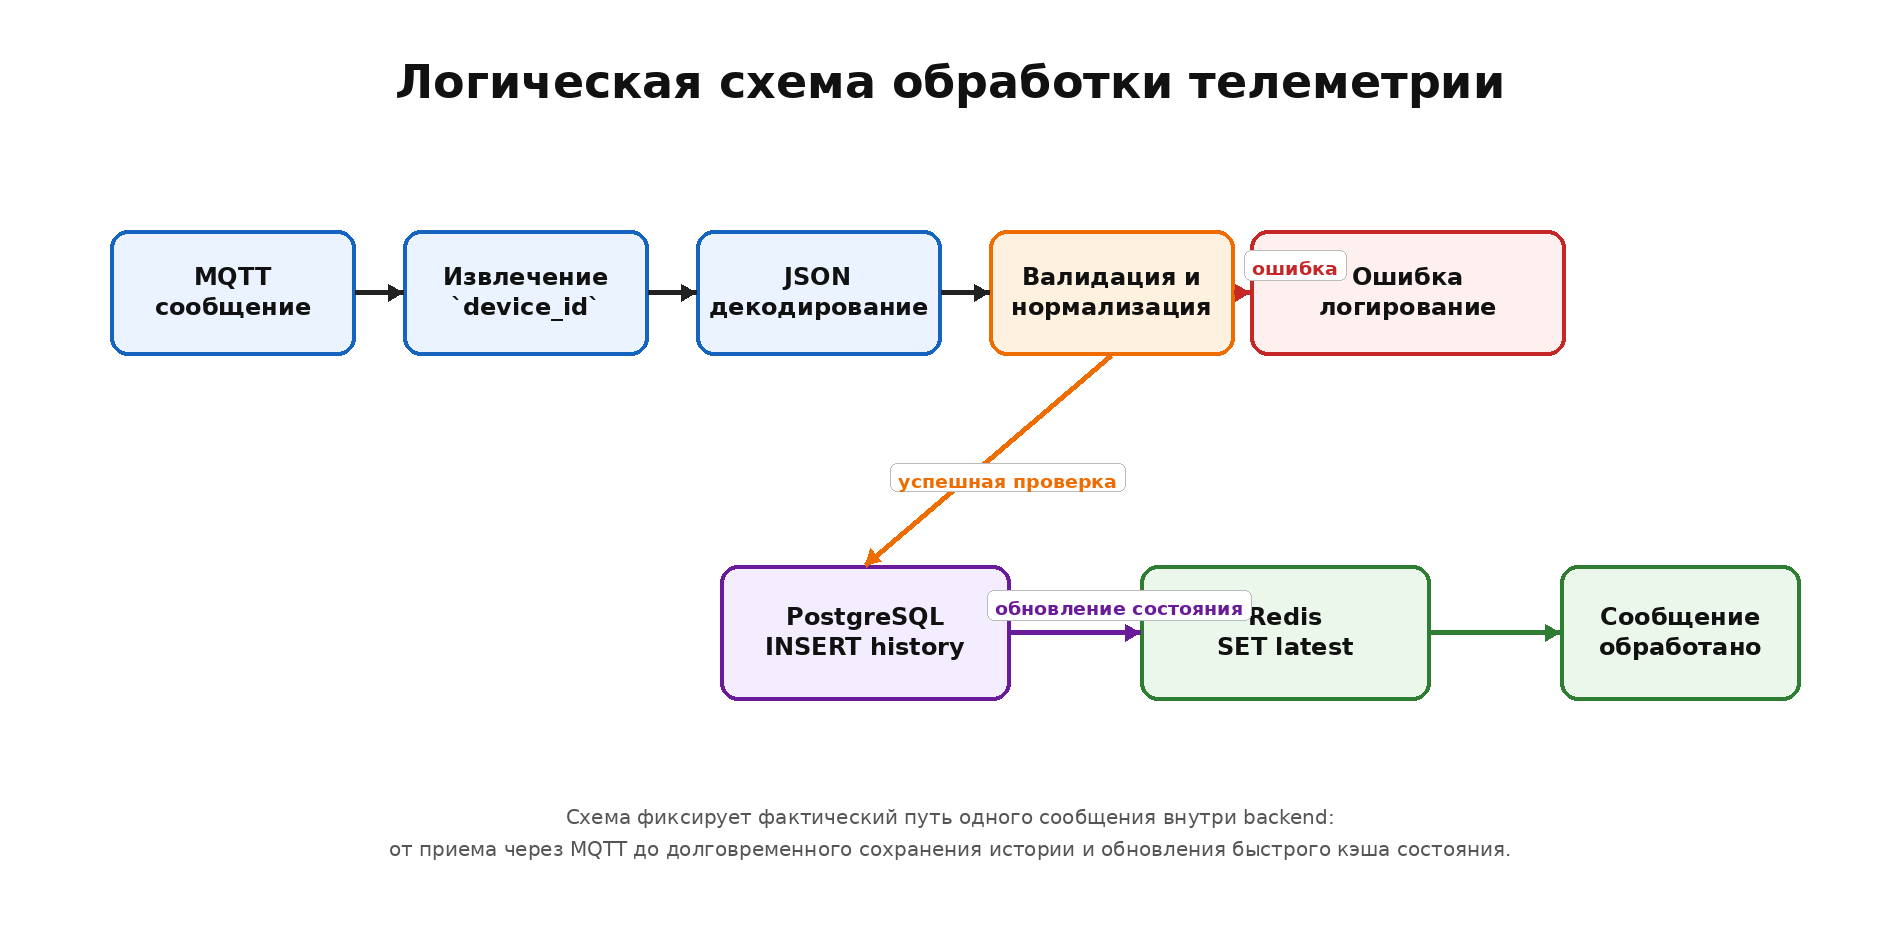 Логическая схема обработки телеметрии
MQTT
сообщение
Извлечение
`device_id`
JSON
декодирование
Валидация и
нормализация
ошибка
Ошибка
логирование
успешная проверка
PostgreSQL
INSERT history
обновление состояния
Redis
SET latest
Сообщение
обработано
Схема фиксирует фактический путь одного сообщения внутри backend:
от приема через MQTT до долговременного сохранения истории и обновления быстрого кэша состояния.